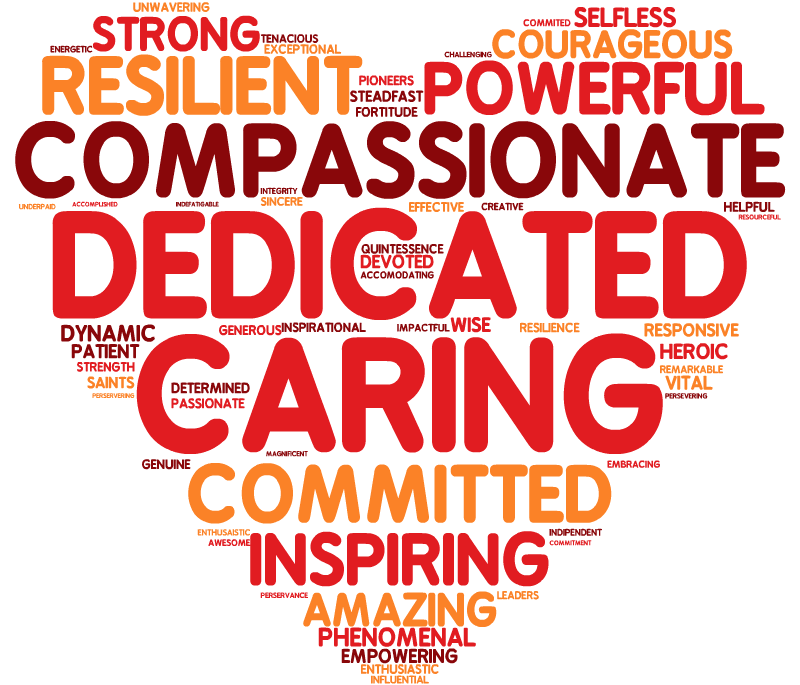 UNWAVERING
COMMITED SELFLESS
STRONG TENACIOUS
ENERGETIC EXCEPTIONAL
CHALLENGING COURAGEOUS
RESILIENT PIONEERS POWERFUL
STEADFAST
FORTITUDE
COMPASSIONATE
INTEGRITY
UNDERPAID ACCOMPLISHED INDEFATIGABLE SINCERE EFFECTIVE CREATIVE HELPFUL
RESOURCEFUL
DEDICATED
QUINTESSENCE
DEVOTED
ACCOMODATING
DYNAMIC GENEROUS INSPIRATIONAL IMPACTFUL WISE RESILIENCE RESPONSIVE
PATIENT HEROIC
STRENGTH REMARKABLE
SAINTS VITAL
PERSERVERING PERSEVERING
CARING
DETERMINED
PASSIONATE
MAGNIFICENT
GENUINE EMBRACING
COMMITTED
ENTHUSAISTIC INDIPENDENT
AWESOME COMMITMENT
INSPIRING
PERSERVANCE LEADERS
AMAZING
PHENOMENAL
EMPOWERING
ENTHUSIASTIC
INFLUENTIAL